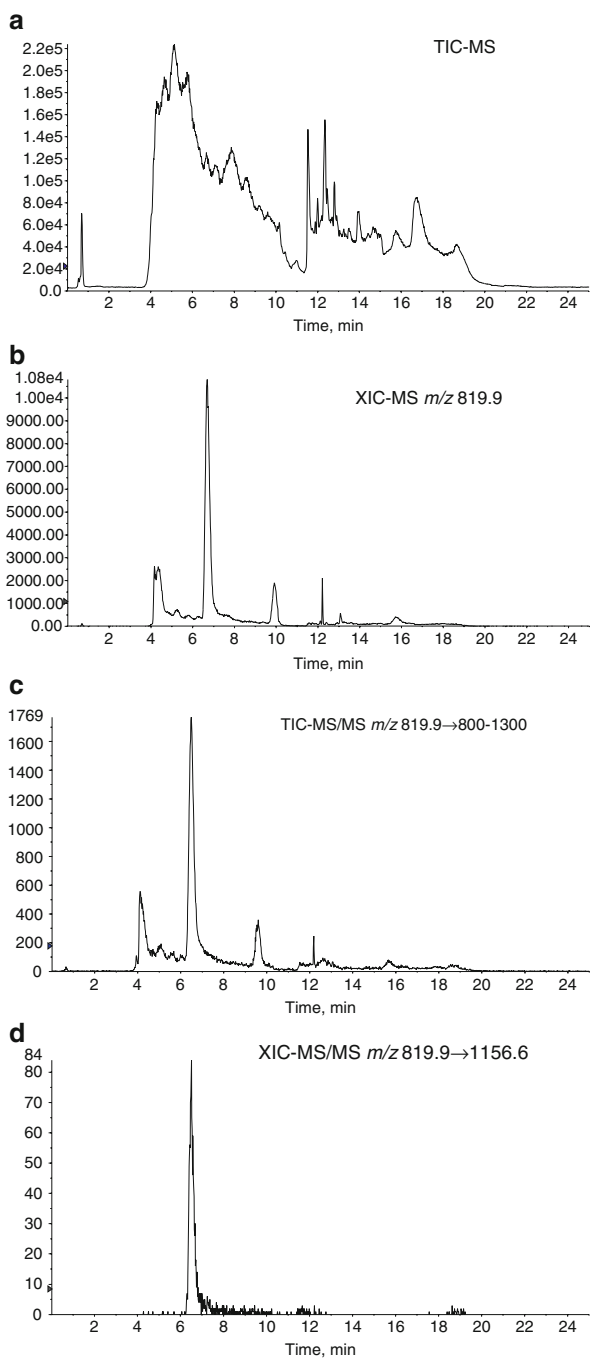 a
TIC-MS
2.2e5
2.0e5
1.8e5
1.6e5
1.4e5
1.2e5
1.0e5
8.0e4
6.0e4
4.0e4
2.0e4
0.0
2 4 6 8 10 12 14 16 18 20 22 24
Time, min
b
XIC-MS m/z 819.9
1.08e4
1.00e4
9000.00
8000.00
7000.00
6000.00
5000.00
4000.00
3000.00
2000.00
1000.00
0.00
2 4 6 8 10 12 14 16 18 20 22 24
Time, min
c
TIC-MS/MS m/z 819.9→800-1300
1769
1600
1400
1200
1000
800
600
400
200
0
2 4 6 8 10 12 14 16 18 20 22 24
Time, min
d
XIC-MS/MS m/z 819.9→1156.6
84
80
70
60
50
40
30
20
10
0
2 4 6 8 10 12 14 16 18 20 22 24
Time, min